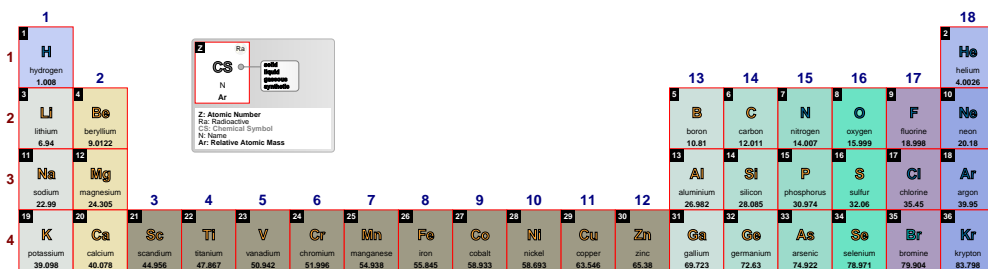 1 18
1 2
H He
1 hydrogen helium
1.008 2 4.0026
13 14 15 16 17
3 4 5 6 7 8 9 10
Li Be B C N O F Ne
2 lithium beryllium boron carbon nitrogen oxygen fluorine neon
6.94 9.0122 10.81 12.011 14.007 15.999 18.998 20.18
11 12 13 14 15 16 17 18
Na Mg Al Si P S Cl Ar
3 sodium magnesium aluminium silicon phosphorus sulfur chlorine argon
22.99 24.305 26.982 28.085 30.974 32.06 35.45 39.95
3 4 5 6 7 8 9 10 11 12
19 20 21 22 23 24 25 26 27 28 29 30 31 32 33 34 35 36
K Ca Sc Ti V Cr Mn Fe Co Ni Cu Zn Ga Ge As Se Br Kr
4 potassium calcium scandium titanium vanadium chromium manganese iron cobalt nickel copper zinc gallium germanium arsenic selenium bromine krypton
39.098 40.078 44.956 47.867 50.942 51.996 54.938 55.845 58.933 58.693 63.546 65.38 69.723 72.63 74.922 78.971 79.904 83.798
Z Ra
CS
solid
liquid
gaseous
synthetic
N
Ar
Z: Atomic Number
Ra: Radioactive
CS: Chemical Symbol
N: Name
Ar: Relative Atomic Mass